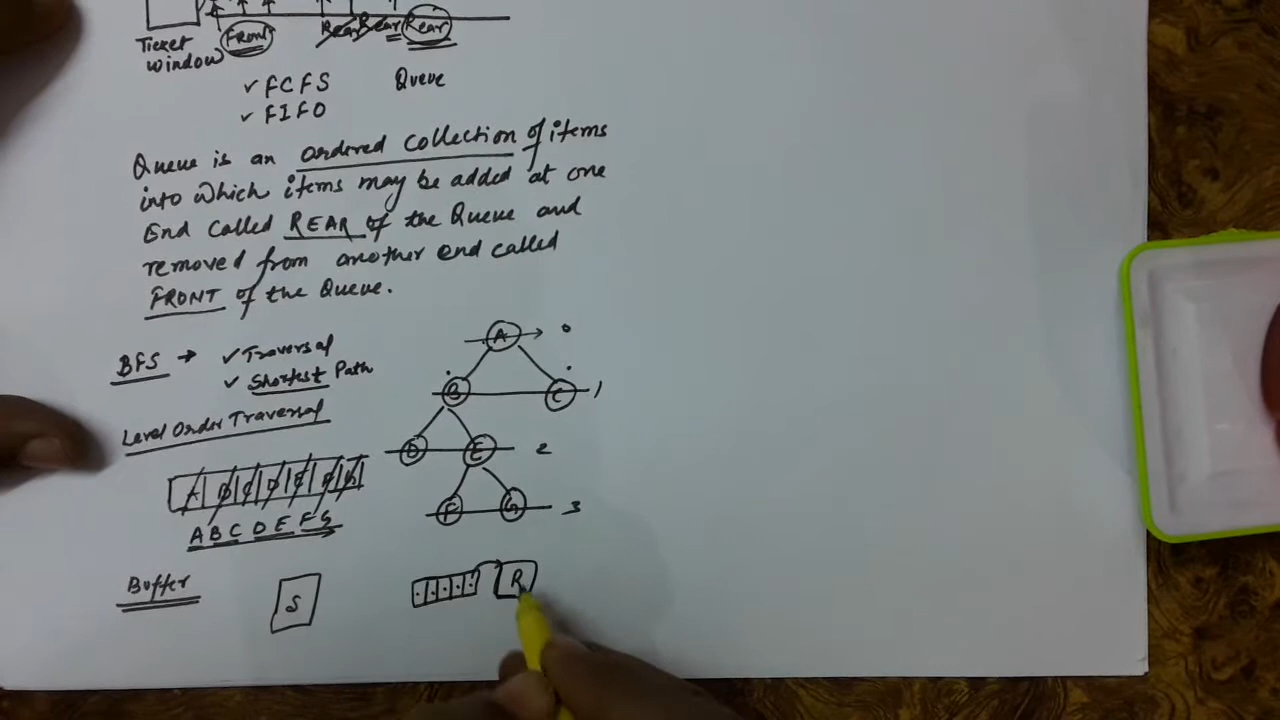 Ticket
window
Front Rear Rear Rear
✓ FCFS Queue
✓ FIFO
Queue is an ordered collection of items
into which items may be added at one
End called REAR of the Queue and
removed from another end called
FRONT of the Queue.
BFS → ✓ Traversal
✓ Shortest Path
Level Order Traversal
A 0
B C 1
D E 2
F G 3
A B C D E F G
Buffer
S R